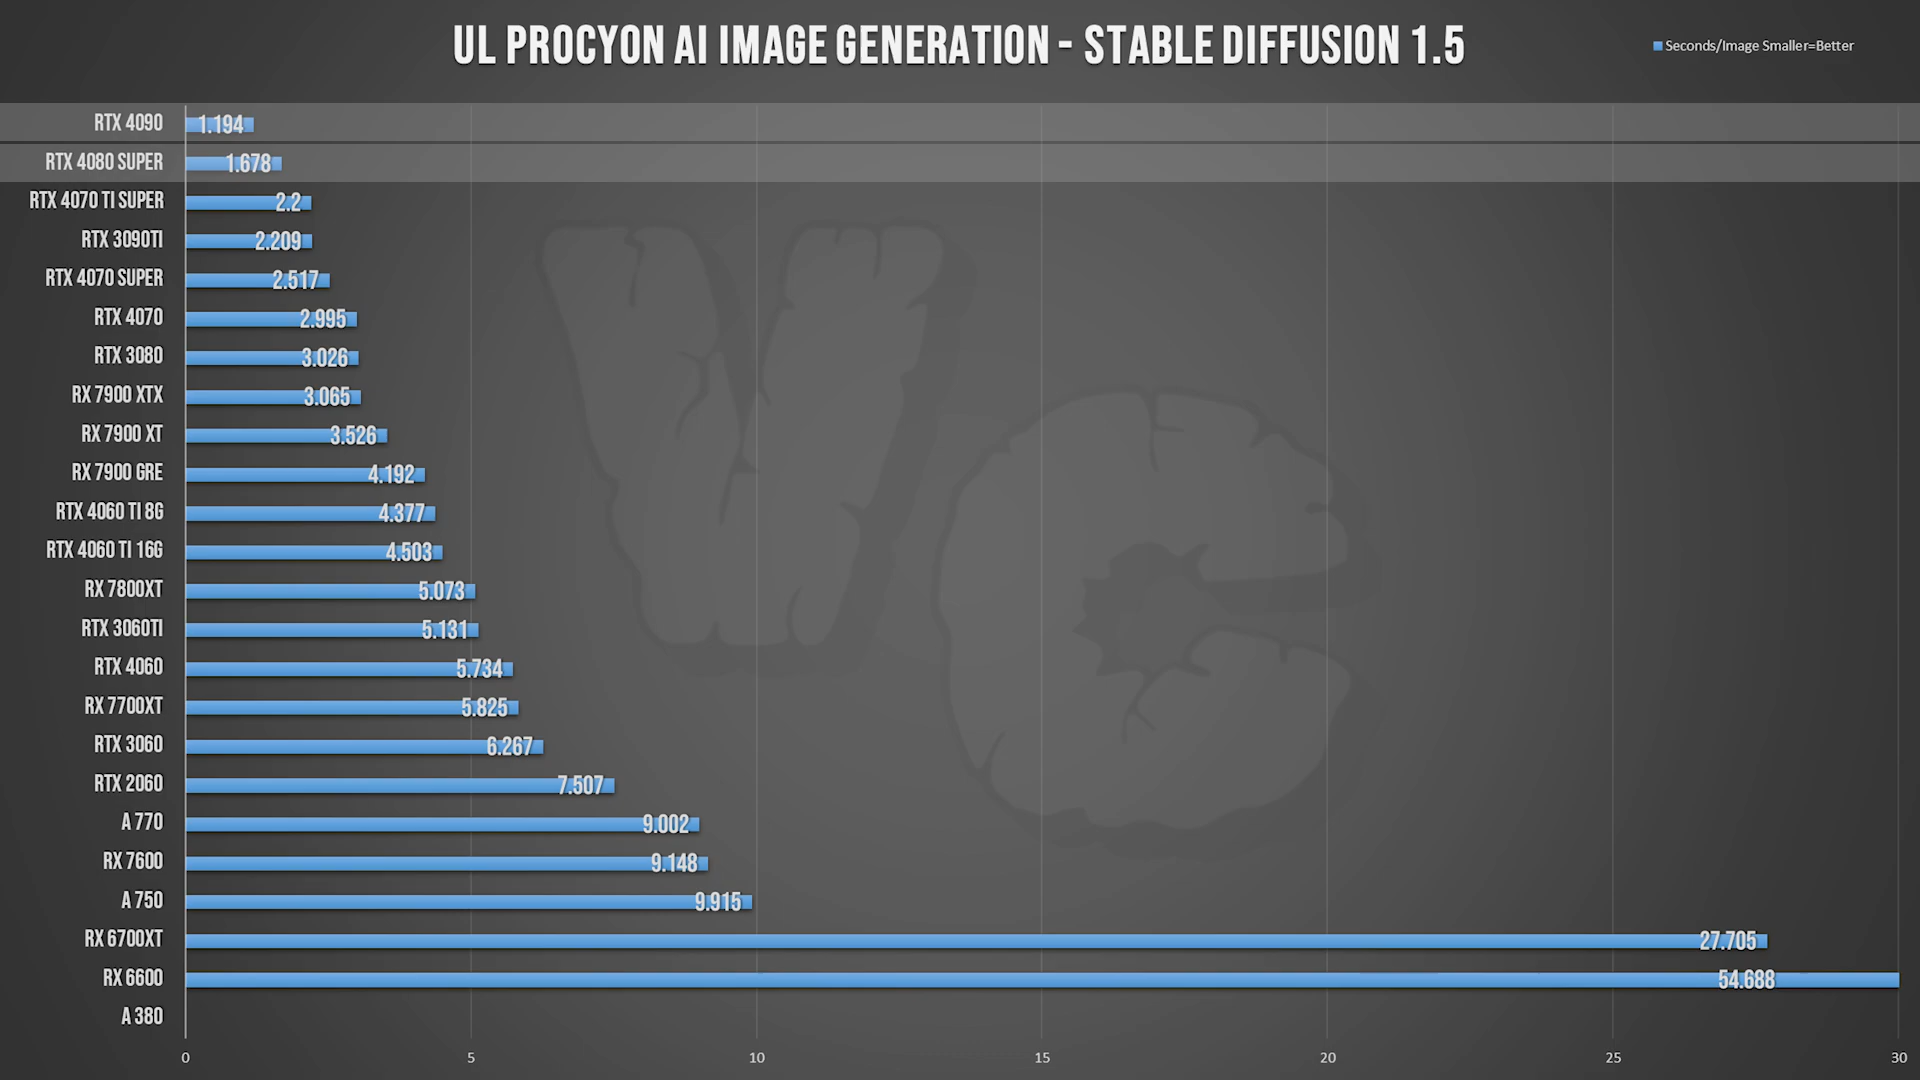 UL PROCYON AI IMAGE GENERATION - STABLE DIFFUSION 1.5
Seconds/Image Smaller=Better
RTX 4090 1.194
RTX 4080 SUPER 1.678
RTX 4070 TI SUPER 2.2
RTX 3090TI 2.209
RTX 4070 SUPER 2.517
RTX 4070 2.995
RTX 3080 3.026
RX 7900 XTX 3.065
RX 7900 XT 3.526
RX 7900 GRE 4.192
RTX 4060 TI 8G 4.377
RTX 4060 TI 16G 4.503
RX 7800XT 5.073
RTX 3060TI 5.131
RTX 4060 5.734
RX 7700XT 5.825
RTX 3060 6.267
RTX 2060 7.507
A 770 9.002
RX 7600 9.148
A 750 9.915
RX 6700XT 27.705
RX 6600 54.688
A 380
0 5 10 15 20 25 30
WC